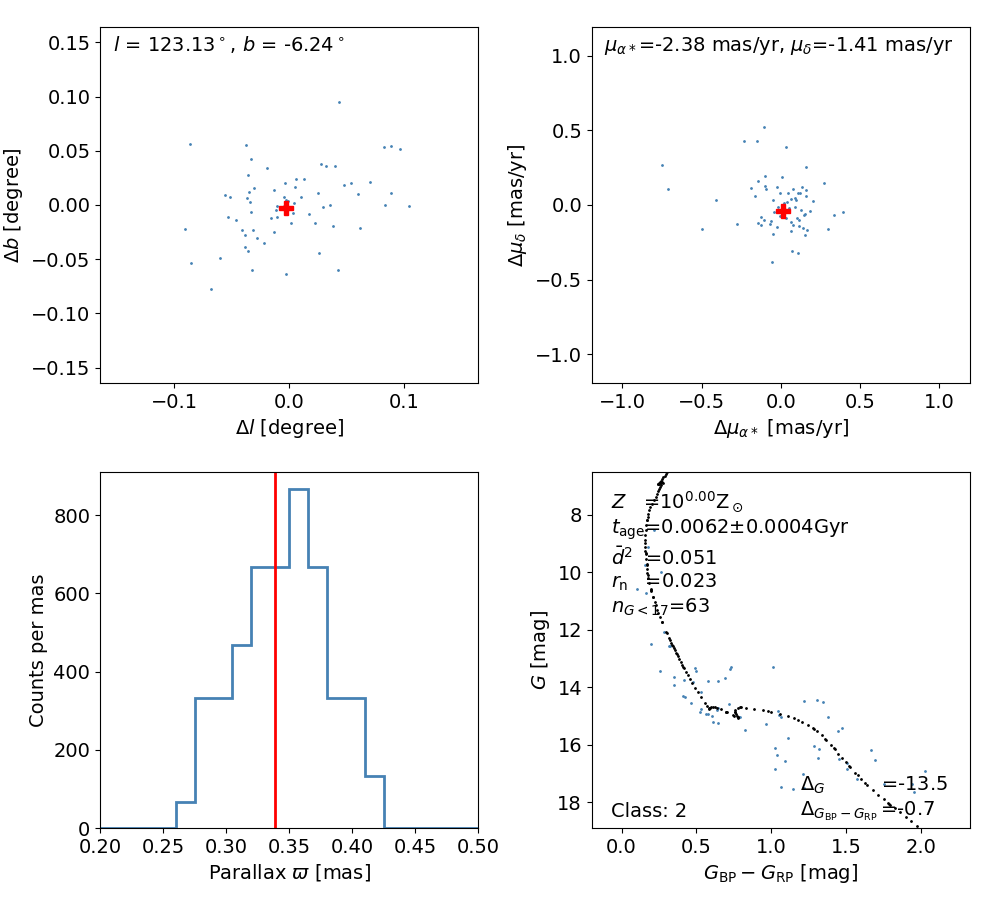 l = 123.13°, b = -6.24°
0.15
0.10
0.05
0.00
−0.05
−0.10
−0.15
−0.1
0.0
0.1
Δb [degree]
Δl [degree]
μα*=-2.38 mas/yr, μδ=-1.41 mas/yr
1.0
0.5
0.0
−0.5
−1.0
−1.0
−0.5
0.0
0.5
1.0
Δμδ [mas/yr]
Δμα* [mas/yr]
800
600
400
200
0
0.20
0.25
0.30
0.35
0.40
0.45
0.50
Counts per mas
Parallax ϖ [mas]
Z =10^0.00 Z⊙
t_age=0.0062±0.0004Gyr
d̄² =0.051
r_n =0.023
n_G<17=63
Δ_G =-13.5
Δ_GBP−GRP =-0.7
Class: 2
8
10
12
14
16
18
0.0
0.5
1.0
1.5
2.0
G [mag]
G_BP − G_RP [mag]